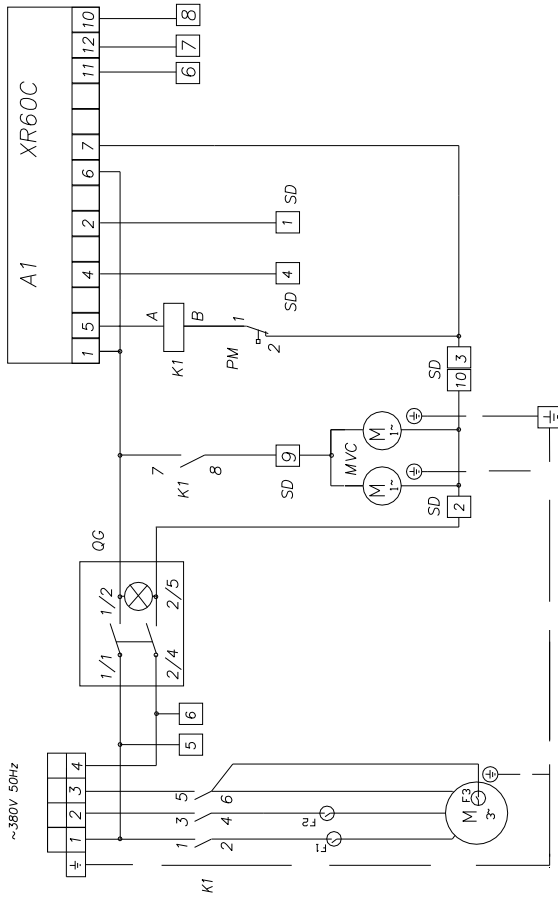 A1 XR60C
1 5 4 2 6 7 11 12 10
6 7 8
K1 A
B
PM 1
2
SD 4
1 SD
QG
1/1 1/2
2/4 2/5
7 K1 8
SD 9
MVC
M 1~
M 1~
SD 2
SD 10 3
~380V 50Hz
1 2 3 4
5 6
K1
1 3 5
2 4 6
F1 F2
M 3~ F3